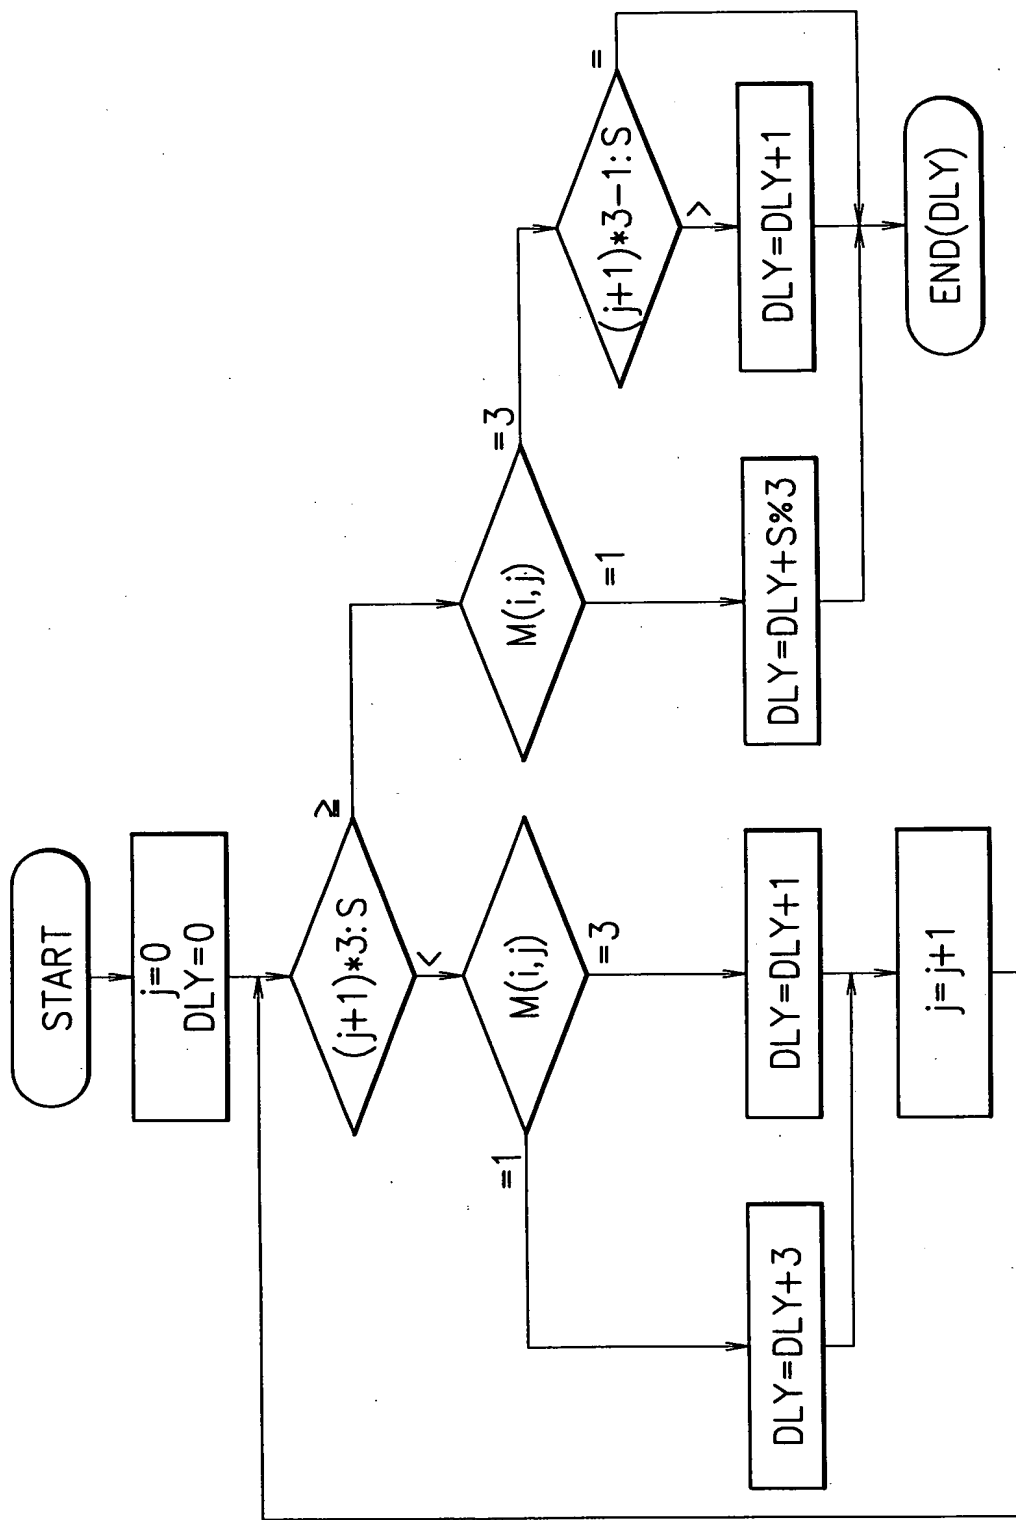 START
j=0
DLY=0
(j+1)*3:S
≥
<
M(i,j)
=1
=3
M(i,j)
=3
=1
(j+1)*3-1:S
=
>
DLY=DLY+3
DLY=DLY+1
DLY=DLY+S%3
DLY=DLY+1
j=j+1
END(DLY)